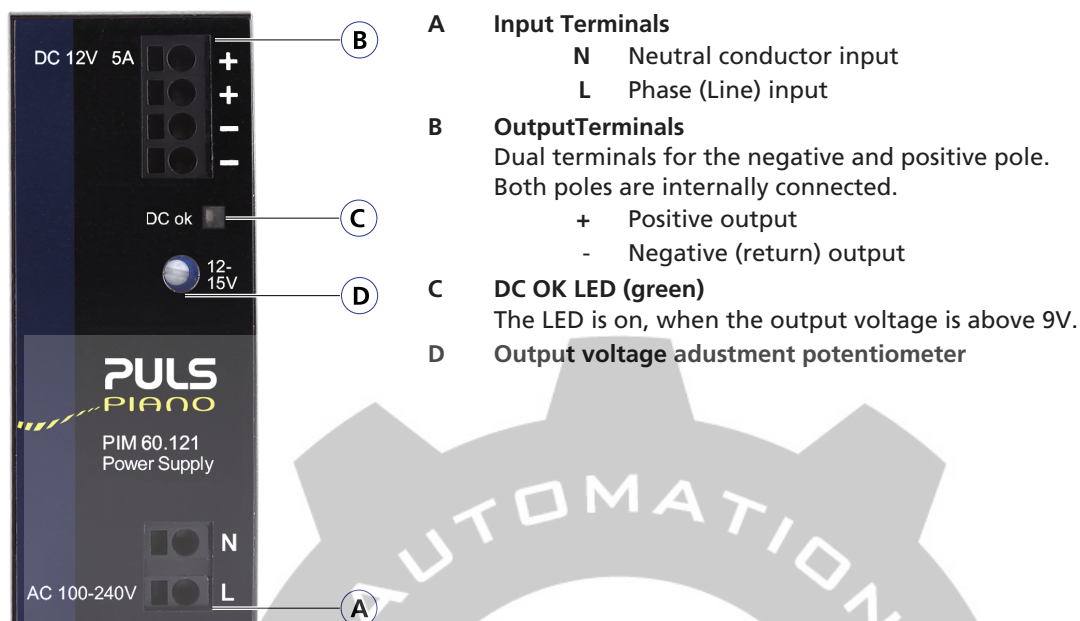 DC 12V 5A
+
+
-
-
B
DC ok
C
12-
15V
D
PULS
PIANO
PIM 60.121
Power Supply
N
AC 100-240V L
A
A Input Terminals
N Neutral conductor input
L Phase (Line) input
B OutputTerminals
Dual terminals for the negative and positive pole.
Both poles are internally connected.
+ Positive output
- Negative (return) output
C DC OK LED (green)
The LED is on, when the output voltage is above 9V.
D Output voltage adustment potentiometer
AUTOMATION